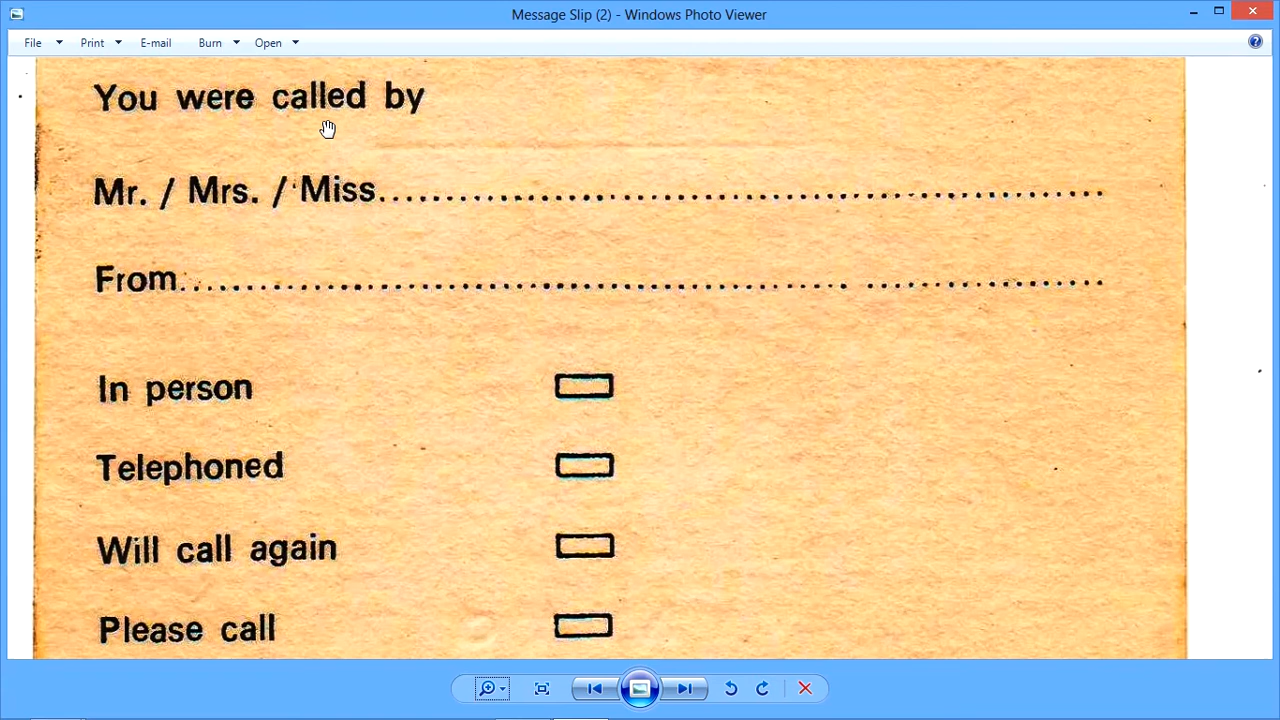 Message Slip (2) - Windows Photo Viewer
File Print E-mail Burn Open
You were called by
Mr. / Mrs. / Miss................................................................
From................................................................
In person
Telephoned
Will call again
Please call